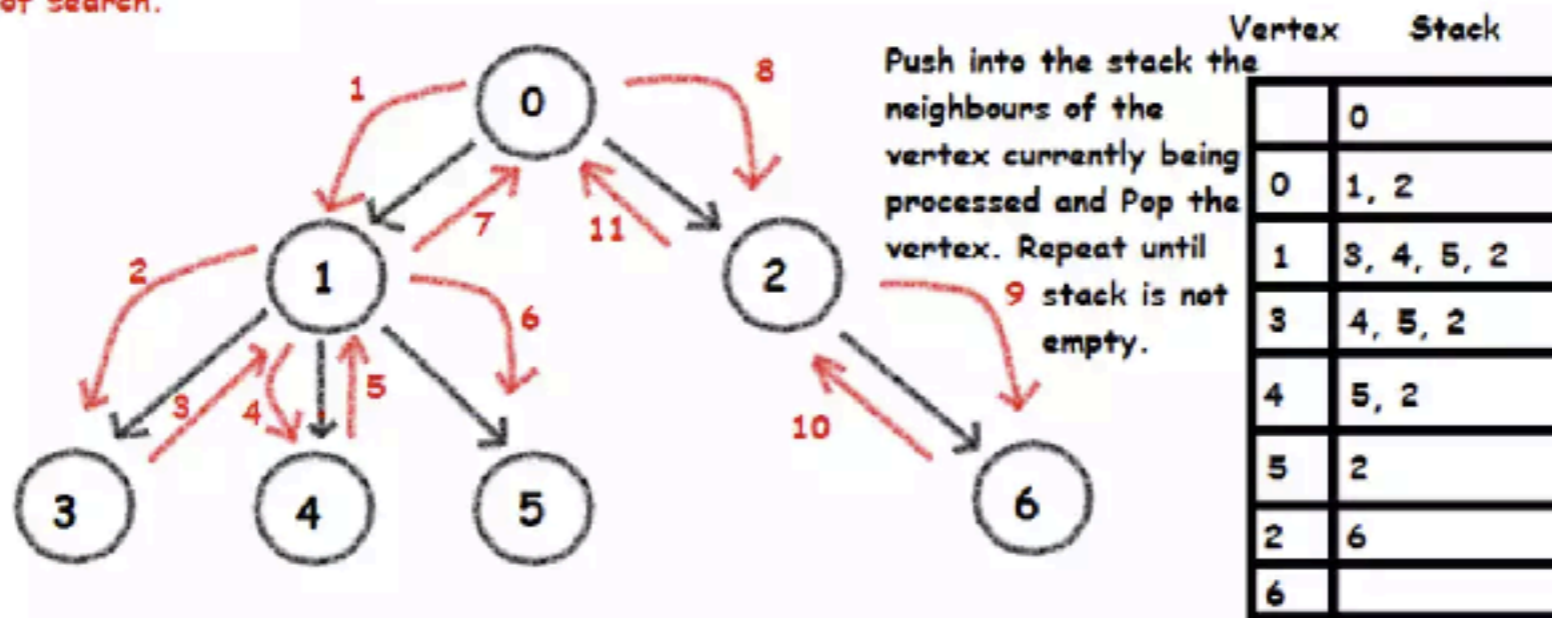 of search.
Vertex Stack
Push into the stack the
neighbours of the
vertex currently being
processed and Pop the
vertex. Repeat until
stack is not
empty.
0
1 2
3 4 5 6
1
8
7
11
2
6
9
3
4
5
10
0
0 1, 2
1 3, 4, 5, 2
3 4, 5, 2
4 5, 2
5 2
2 6
6